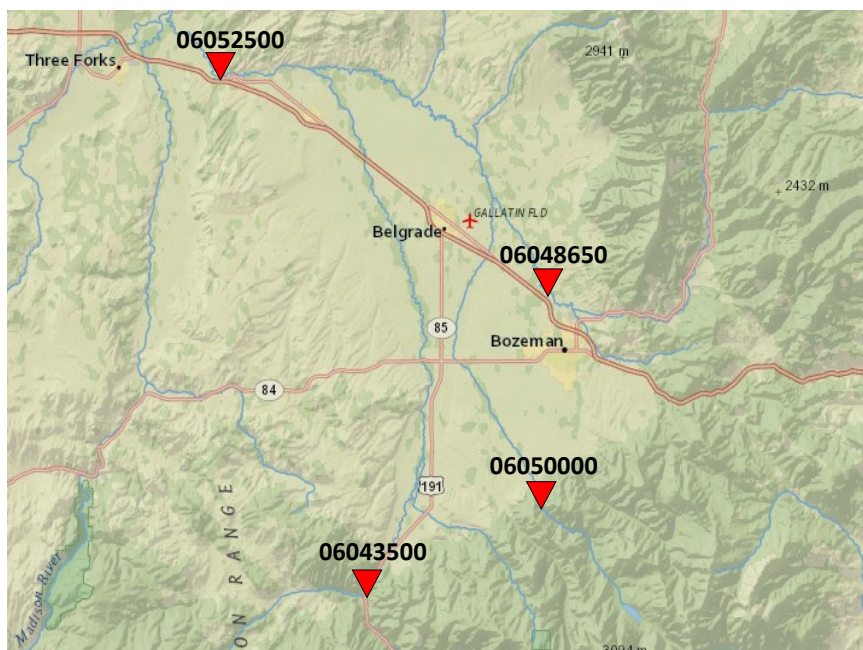 06052500
2941 m
Three Forks
2432 m
GALLATIN FLD
Belgrade
06048650
85
Bozeman
84
06050000
191
ON RANGE
06043500
Madison River